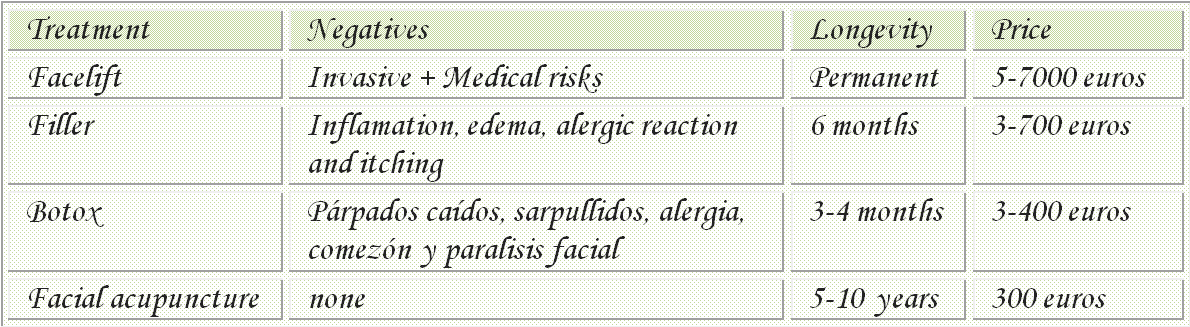 Treatment Negatives Longevity Price
Facelift Invasive + Medical risks Permanent 5-7000 euros
Filler Inflamation, edema, alergic reaction 6 months 3-700 euros
and itching
Botox Párpados caídos, sarpullidos, alergia, 3-4 months 3-400 euros
comezón y paralisis facial
Facial acupuncture none 5-10 years 300 euros